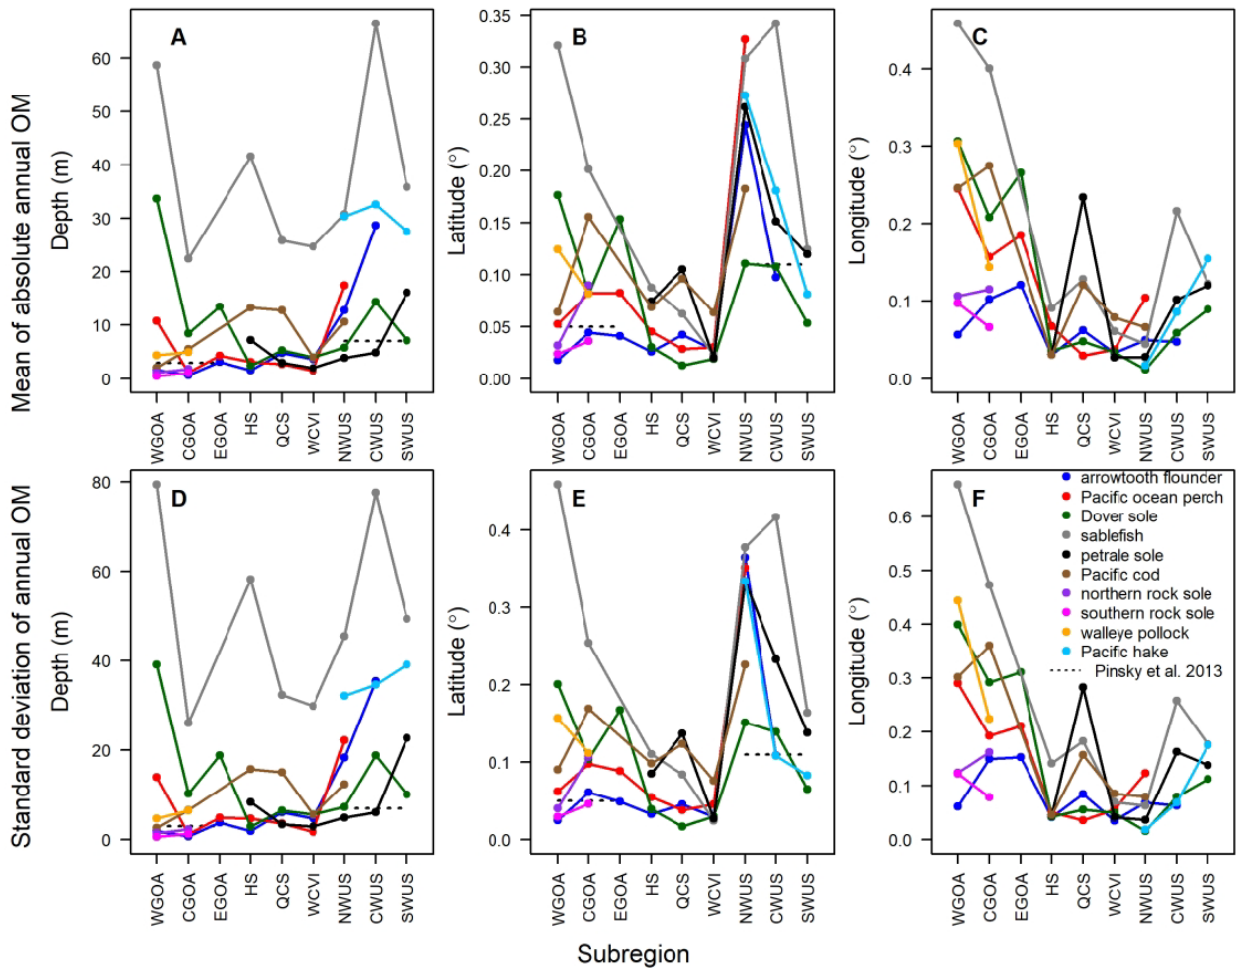 Mean of absolute annual OM
Depth (m)
60
50
40
30
20
10
0
A
WGOA
CGOA
EGOA
HS
QCS
WCVI
NWUS
CWUS
SWUS
Latitude (°)
0.35
0.30
0.25
0.20
0.15
0.10
0.05
0.00
B
WGOA
CGOA
EGOA
HS
QCS
WCVI
NWUS
CWUS
SWUS
Longitude (°)
0.4
0.3
0.2
0.1
0.0
C
WGOA
CGOA
EGOA
HS
QCS
WCVI
NWUS
CWUS
SWUS
Standard deviation of annual OM
Depth (m)
80
60
40
20
0
D
WGOA
CGOA
EGOA
HS
QCS
WCVI
NWUS
CWUS
SWUS
Latitude (°)
0.4
0.3
0.2
0.1
0.0
E
WGOA
CGOA
EGOA
HS
QCS
WCVI
NWUS
CWUS
SWUS
Longitude (°)
0.6
0.5
0.4
0.3
0.2
0.1
0.0
F
arrowtooth flounder
Pacific ocean perch
Dover sole
sablefish
petrale sole
Pacific cod
northern rock sole
southern rock sole
walleye pollock
Pacific hake
Pinsky et al. 2013
WGOA
CGOA
EGOA
HS
QCS
WCVI
NWUS
CWUS
SWUS
Subregion